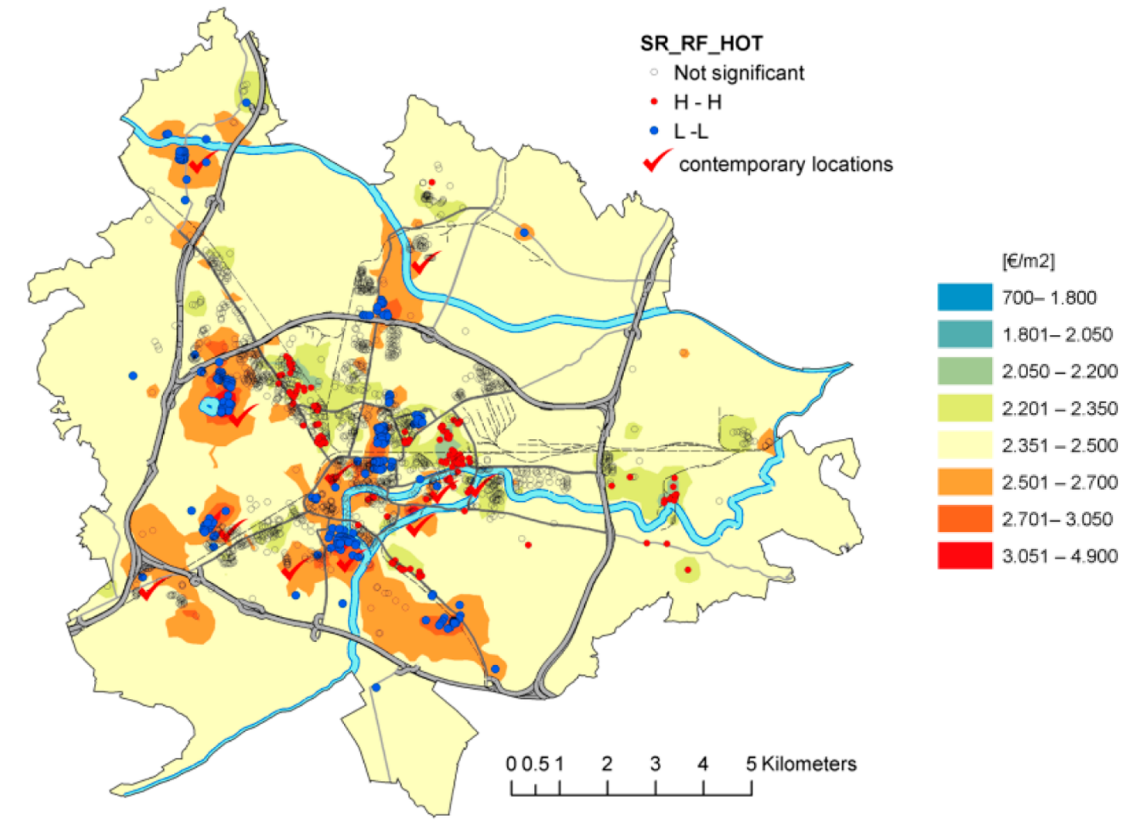 SR_RF_HOT
Not significant
H - H
L -L
contemporary locations
[€/m2]
700– 1.800
1.801– 2.050
2.050 – 2.200
2.201 – 2.350
2.351 – 2.500
2.501 – 2.700
2.701– 3.050
3.051 – 4.900
0 0.5 1 2 3 4 5 Kilometers